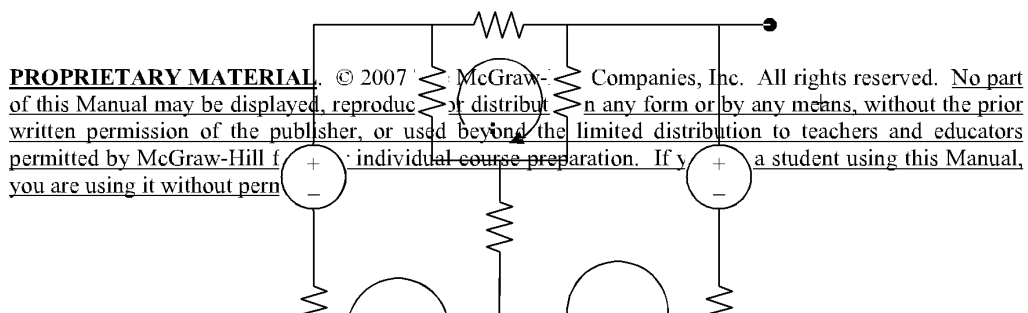 PROPRIETARY MATERIAL. © 2007 McGraw- Companies, Inc. All rights reserved. No part
of this Manual may be displayed, reproduc or distribut n any form or by any means, without the prior
written permission of the publisher, or used beyond the limited distribution to teachers and educators
permitted by McGraw-Hill f individual course preparation. If y a student using this Manual,
you are using it without perm
+
−
+
−